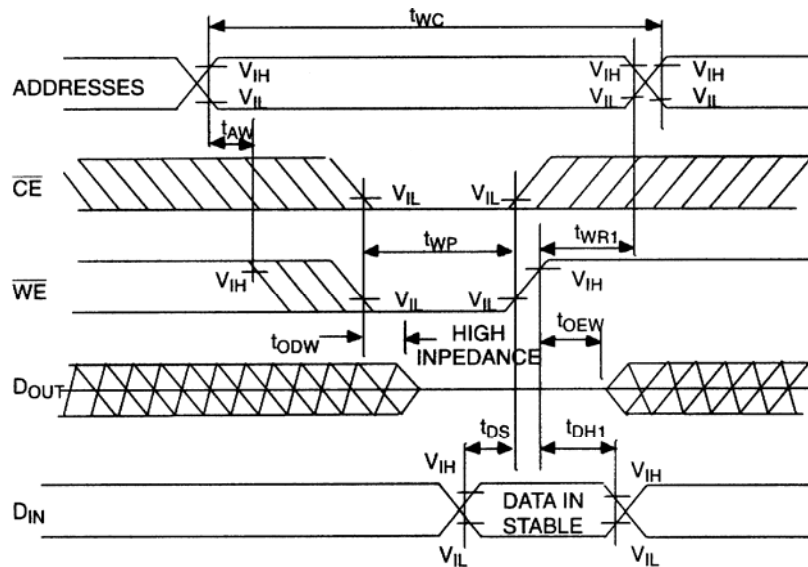 tWC
ADDRESSES
VIH
VIL
VIH
VIL
VIH
VIL
tAW
CE
VIL
VIL
tWP
tWR1
WE
VIH
VIL
VIL
VIH
tODW
HIGH
INPEDANCE
tOEW
DOUT
tDS
tDH1
VIH
VIH
DIN
DATA IN
STABLE
VIL
VIL